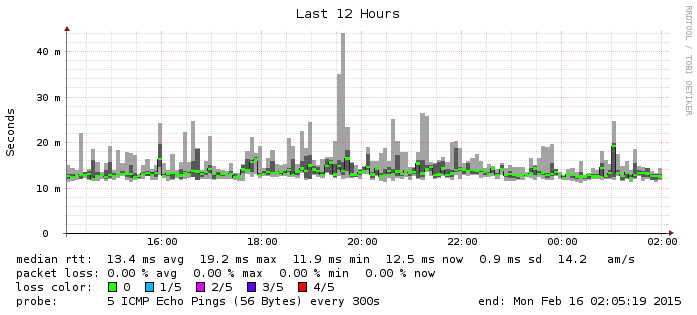 Last 12 Hours
RRDTOOL / TOBI OETIKER
Seconds
40 m
30 m
20 m
10 m
0
16:00 18:00 20:00 22:00 00:00 02:00
median rtt: 13.4 ms avg 19.2 ms max 11.9 ms min 12.5 ms now 0.9 ms sd 14.2 am/s
packet loss: 0.00 % avg 0.00 % max 0.00 % min 0.00 % now
loss color: 0 1/5 2/5 3/5 4/5
probe: 5 ICMP Echo Pings (56 Bytes) every 300s end: Mon Feb 16 02:05:19 2015